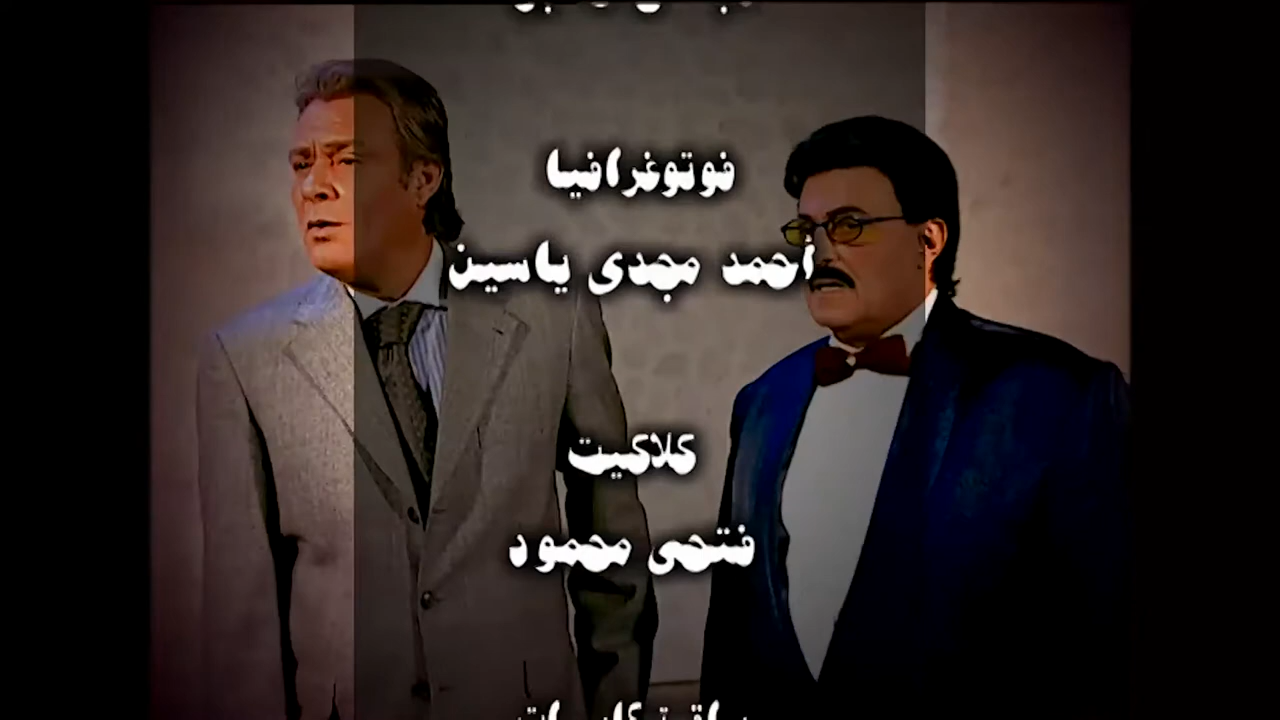 فوتوغرافيا
أحمد مجدى ياسين
كلاكيت
فتحى محمود